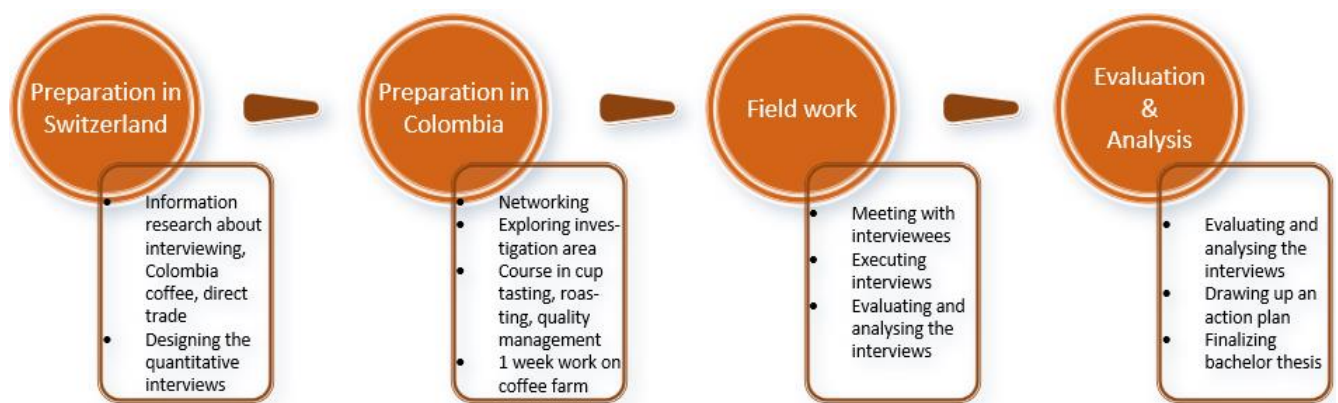 Preparation in
Switzerland
Information
research about
interviewing,
Colombia
coffee, direct
trade
Designing the
quantitative
interviews
Preparation in
Colombia
Networking
Exploring inves-
tigation area
Course in cup
tasting, roas-
ting, quality
management
1 week work on
coffee farm
Field work
Meeting with
interviewees
Executing
interviews
Evaluating and
analysing the
interviews
Evaluation
&
Analysis
Evaluating and
analysing the
interviews
Drawing up an
action plan
Finalizing
bachelor thesis